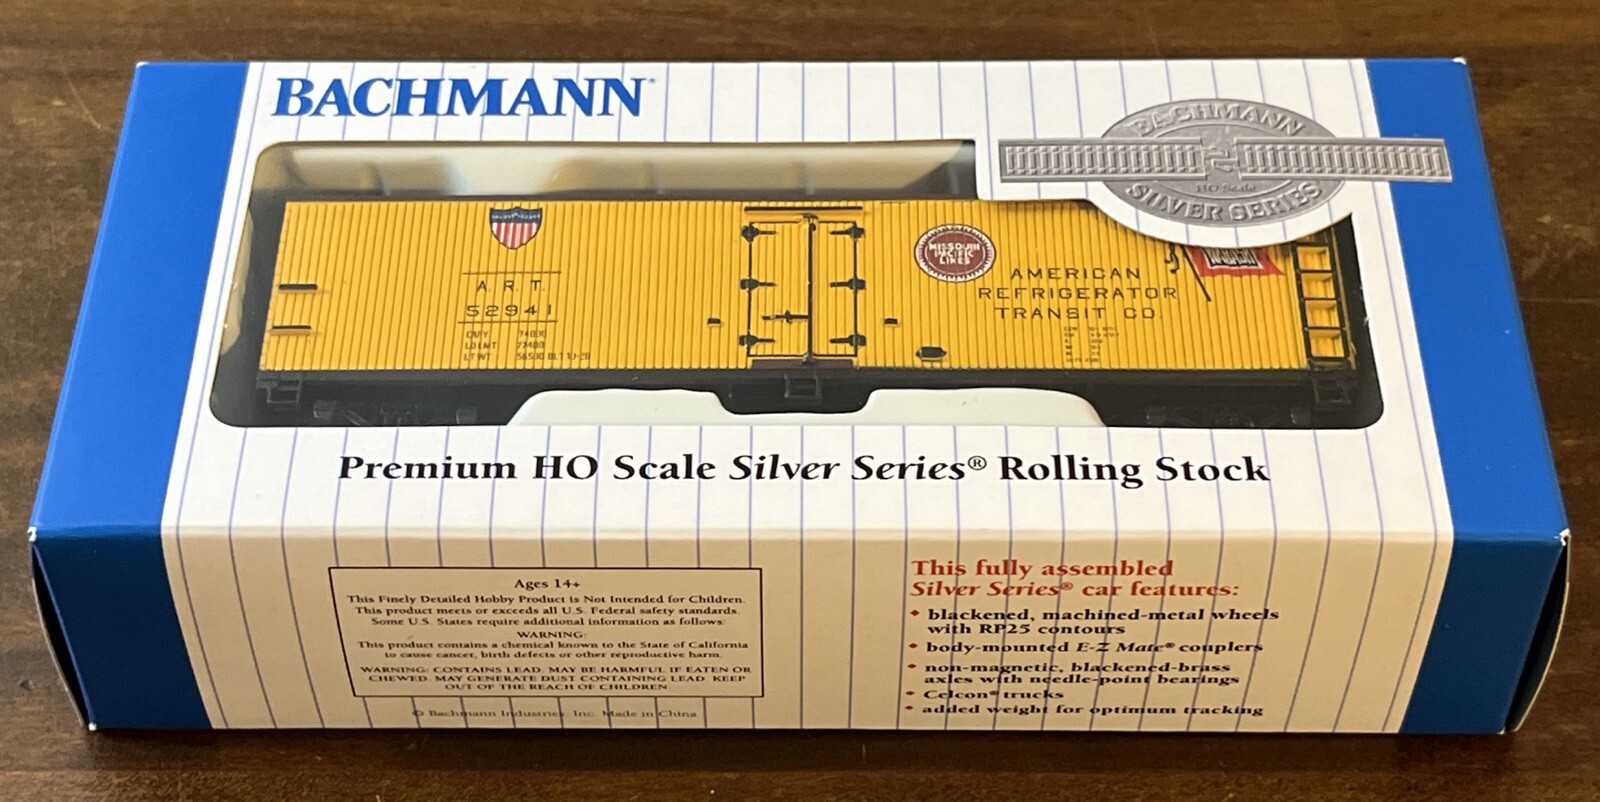 BACHMANN
BACHMANN
HO Scale
SILVER SERIES
A.R.T.
52941
MISSOURI
PACIFIC
LINES
WABASH
AMERICAN
REFRIGERATOR
TRANSIT CO.
LD LMT 77400
LT WT
Premium HO Scale Silver Series® Rolling Stock
Ages 14+
This Finely Detailed Hobby Product is Not Intended for Children.
This product meets or exceeds all U.S. Federal safety standards.
Some U.S. States require additional information as follows:
WARNING:
This product contains a chemical known to the State of California
to cause cancer, birth defects or other reproductive harm.
WARNING: CONTAINS LEAD. MAY BE HARMFUL IF EATEN OR
CHEWED. MAY GENERATE DUST CONTAINING LEAD. KEEP
OUT OF THE REACH OF CHILDREN.
© Bachmann Industries, Inc. Made in China
This fully assembled
Silver Series® car features:
• blackened, machined-metal wheels
with RP25 contours
• body-mounted E-Z Mate® couplers
• non-magnetic, blackened-brass
axles with needle-point bearings
• Celcon® trucks
• added weight for optimum tracking